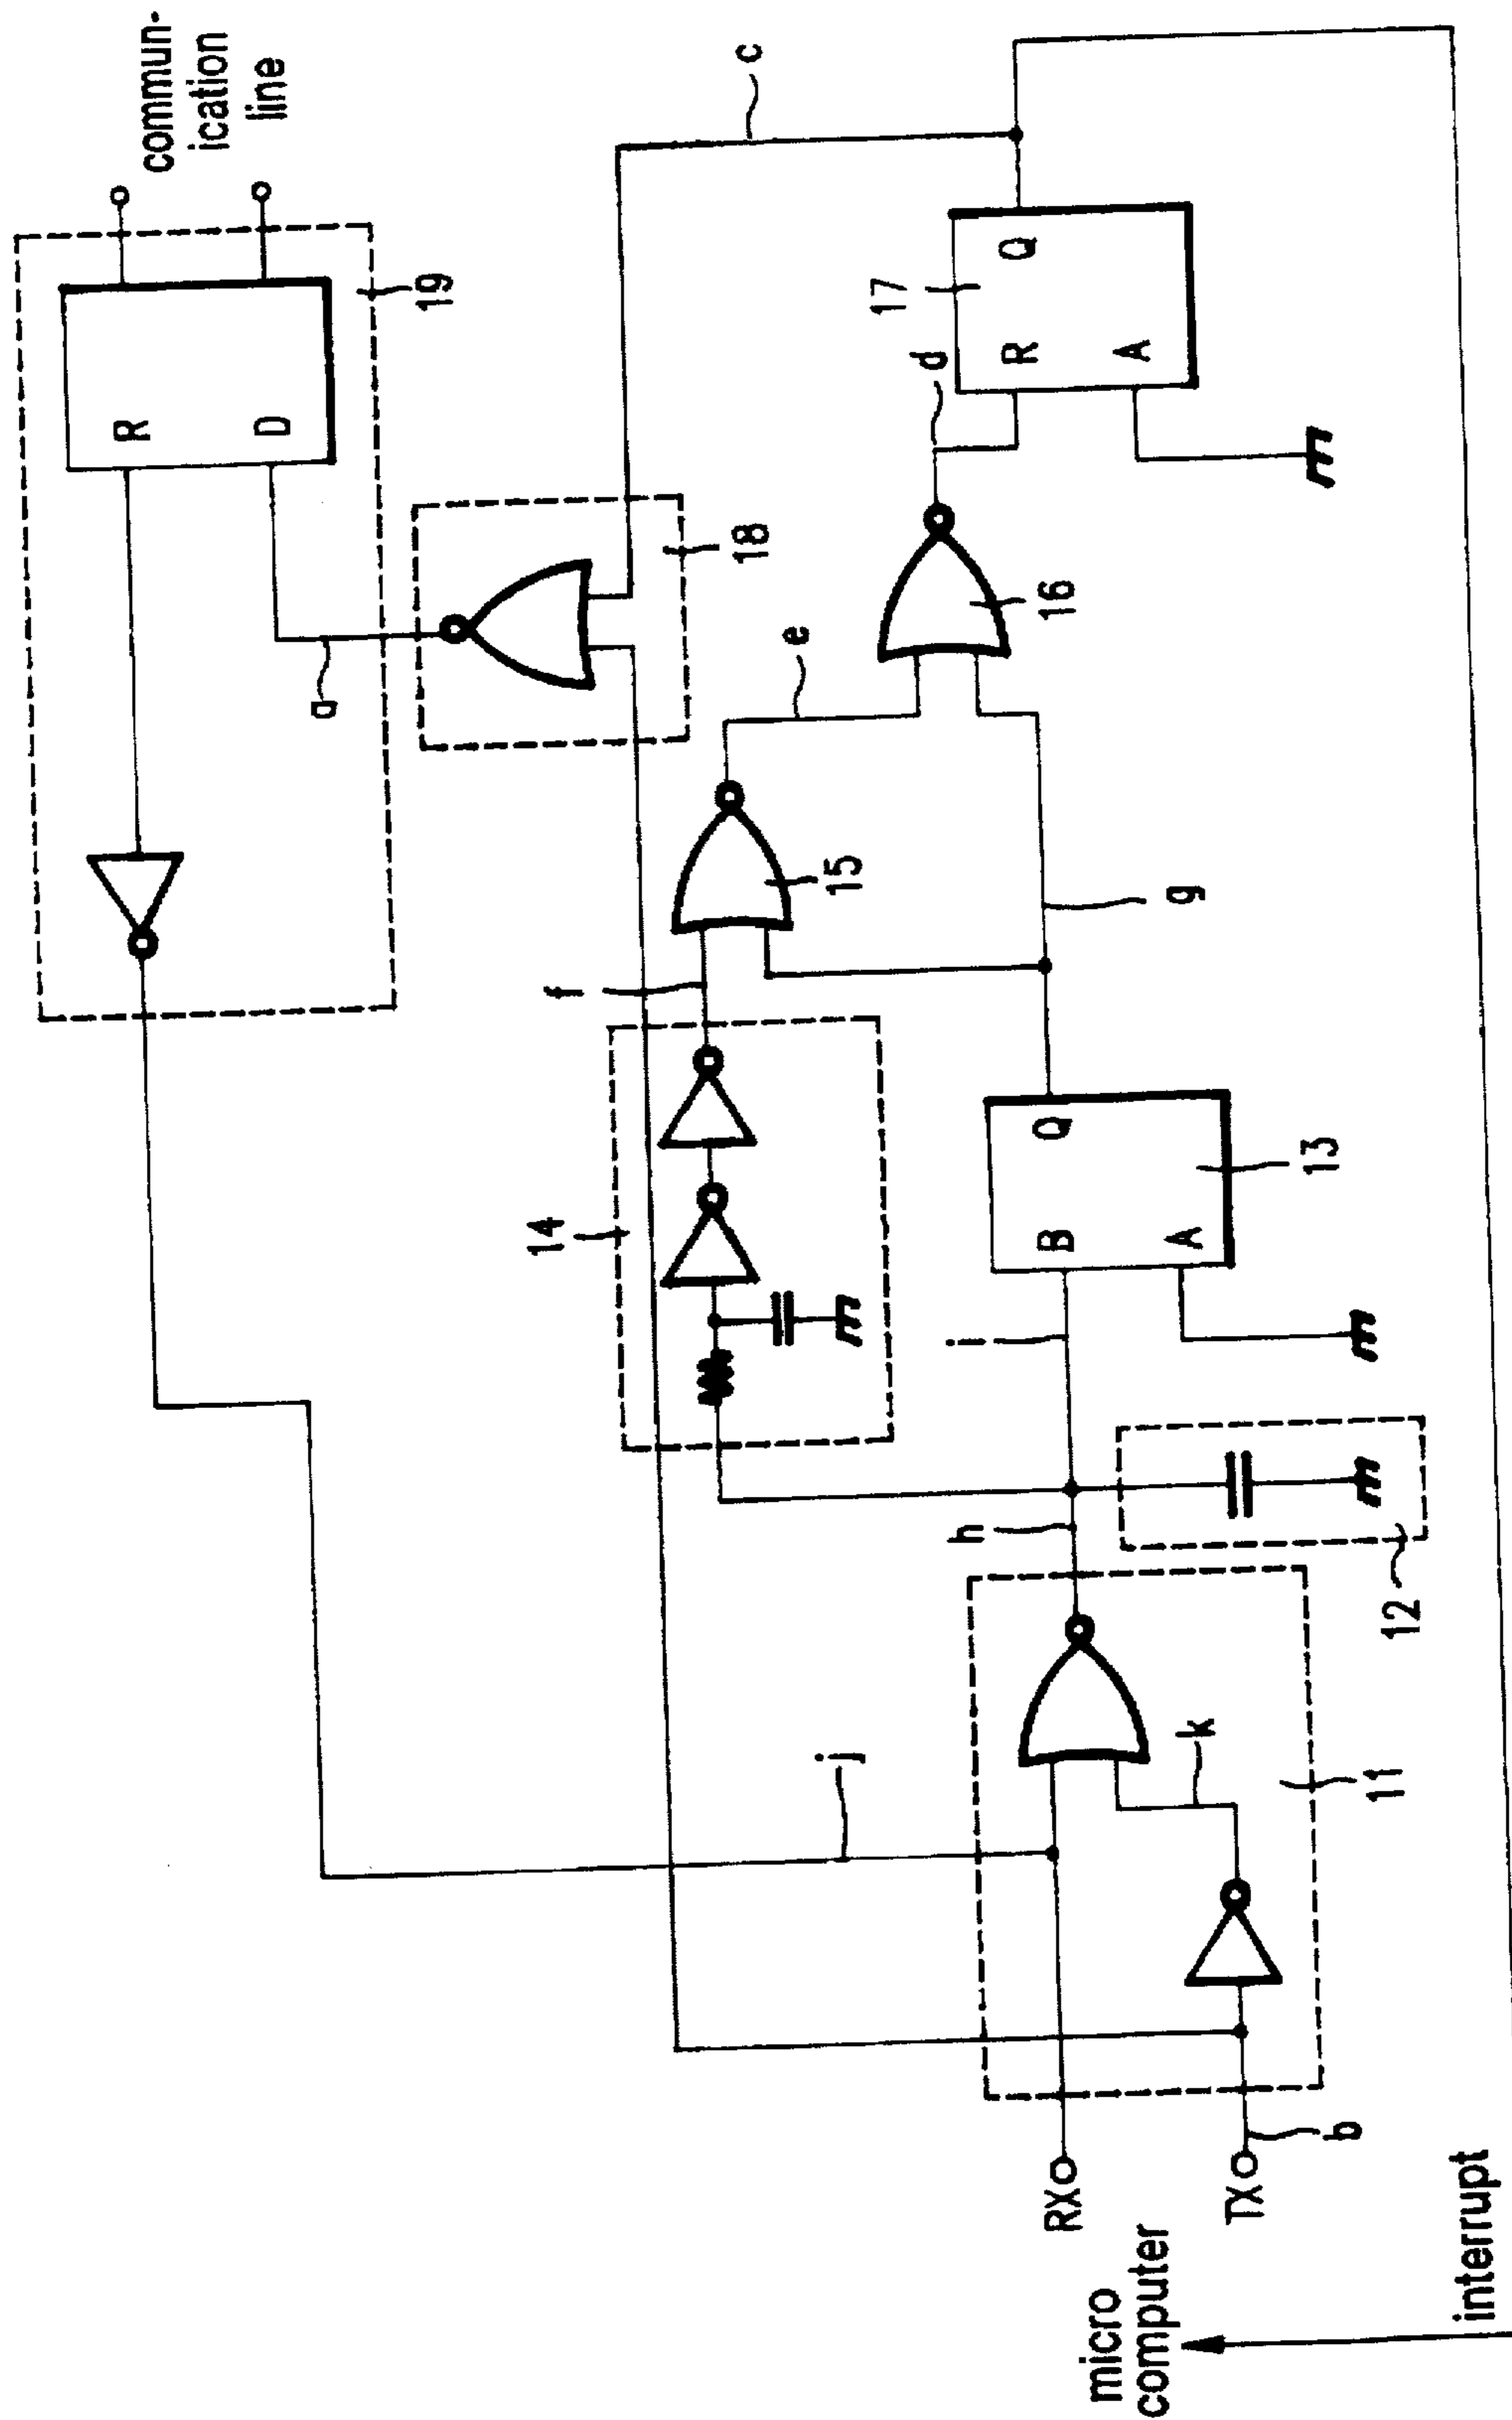 commun-
ication
line
R
D
19
a
18
c
17
Q
R
A
d
16
e
15
f
g
14
Q
B
A
13
i
h
12
j
k
11
RX
TX
b
micro
computer
interrupt